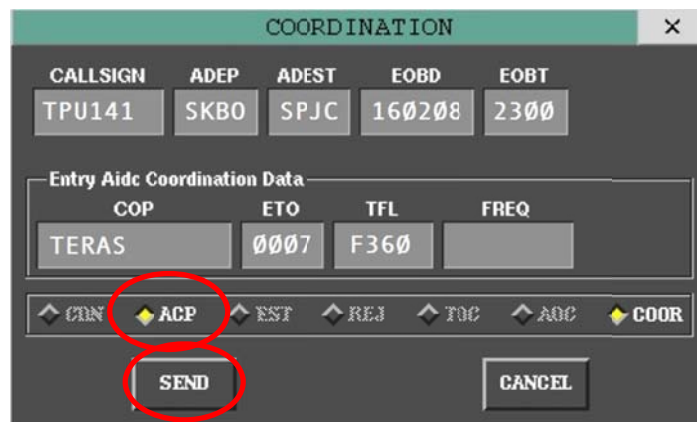 COORDINATION ×
CALLSIGN ADEP ADEST EOBD EOBT
TPU141 SKBO SPJC 160208 2300
Entry Aidc Coordination Data
COP ETO TFL FREQ
TERAS 0007 F360
CDN ACP EST REJ TOC AOC COOR
SEND CANCEL